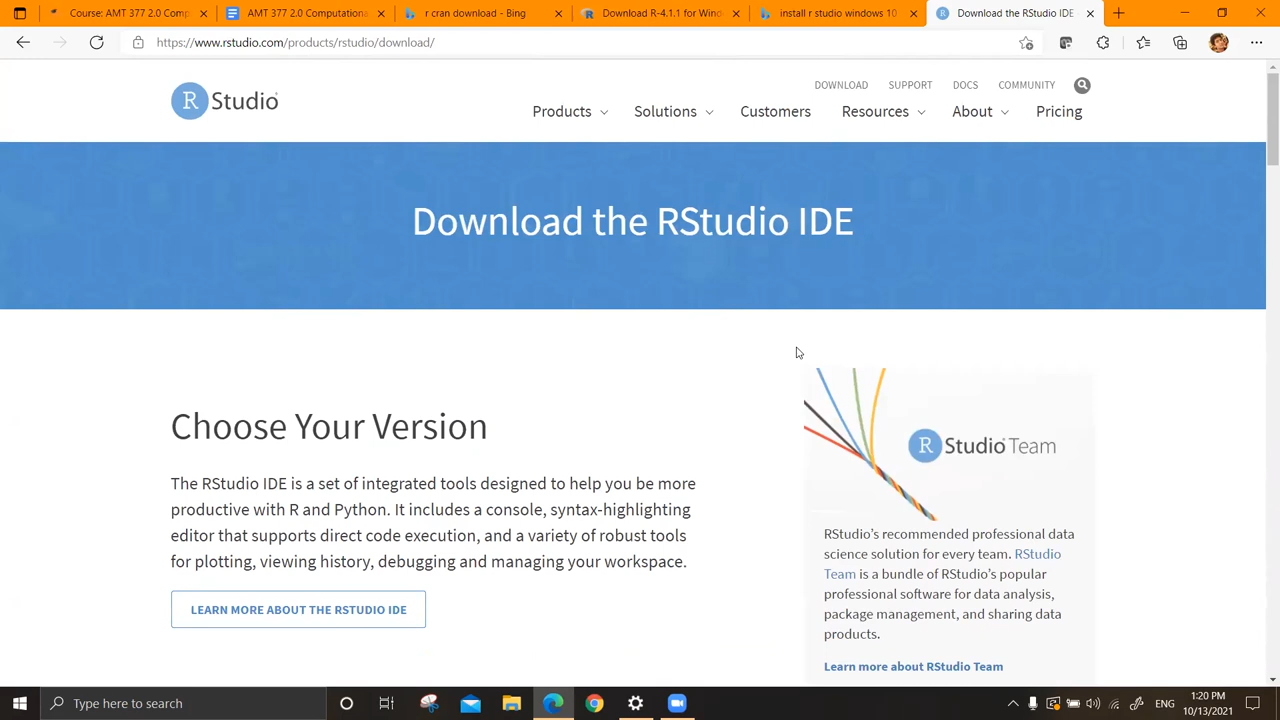 Course: AMT 377 2.0 Comp
AMT 377 2.0 Computational
r cran download - Bing
Download R-4.1.1 for Wind
install r studio windows 10
Download the RStudio IDE
https://www.rstudio.com/products/rstudio/download/
DOWNLOAD SUPPORT DOCS COMMUNITY
R Studio
Products Solutions Customers Resources About Pricing
Download the RStudio IDE
Choose Your Version
The RStudio IDE is a set of integrated tools designed to help you be more
productive with R and Python. It includes a console, syntax-highlighting
editor that supports direct code execution, and a variety of robust tools
for plotting, viewing history, debugging and managing your workspace.
LEARN MORE ABOUT THE RSTUDIO IDE
R Studio Team
RStudio's recommended professional data
science solution for every team. RStudio
Team is a bundle of RStudio's popular
professional software for data analysis,
package management, and sharing data
products.
Learn more about RStudio Team
Type here to search
ENG
1:20 PM
10/13/2021